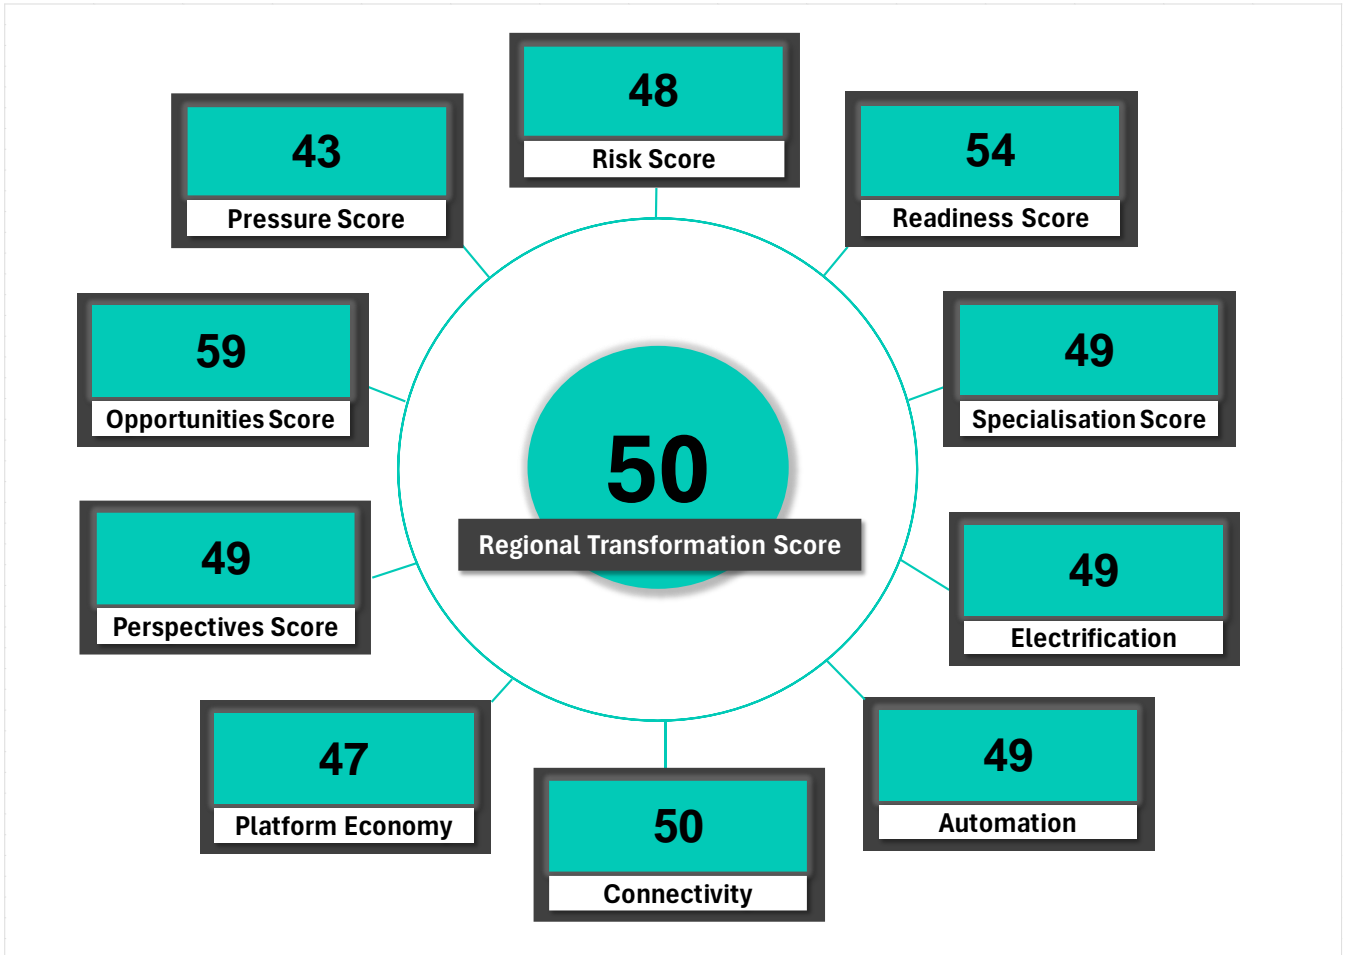 48
Risk Score
43
Pressure Score
54
Readiness Score
59
Opportunities Score
49
Specialisation Score
50
Regional Transformation Score
49
Perspectives Score
49
Electrification
47
Platform Economy
49
Automation
50
Connectivity